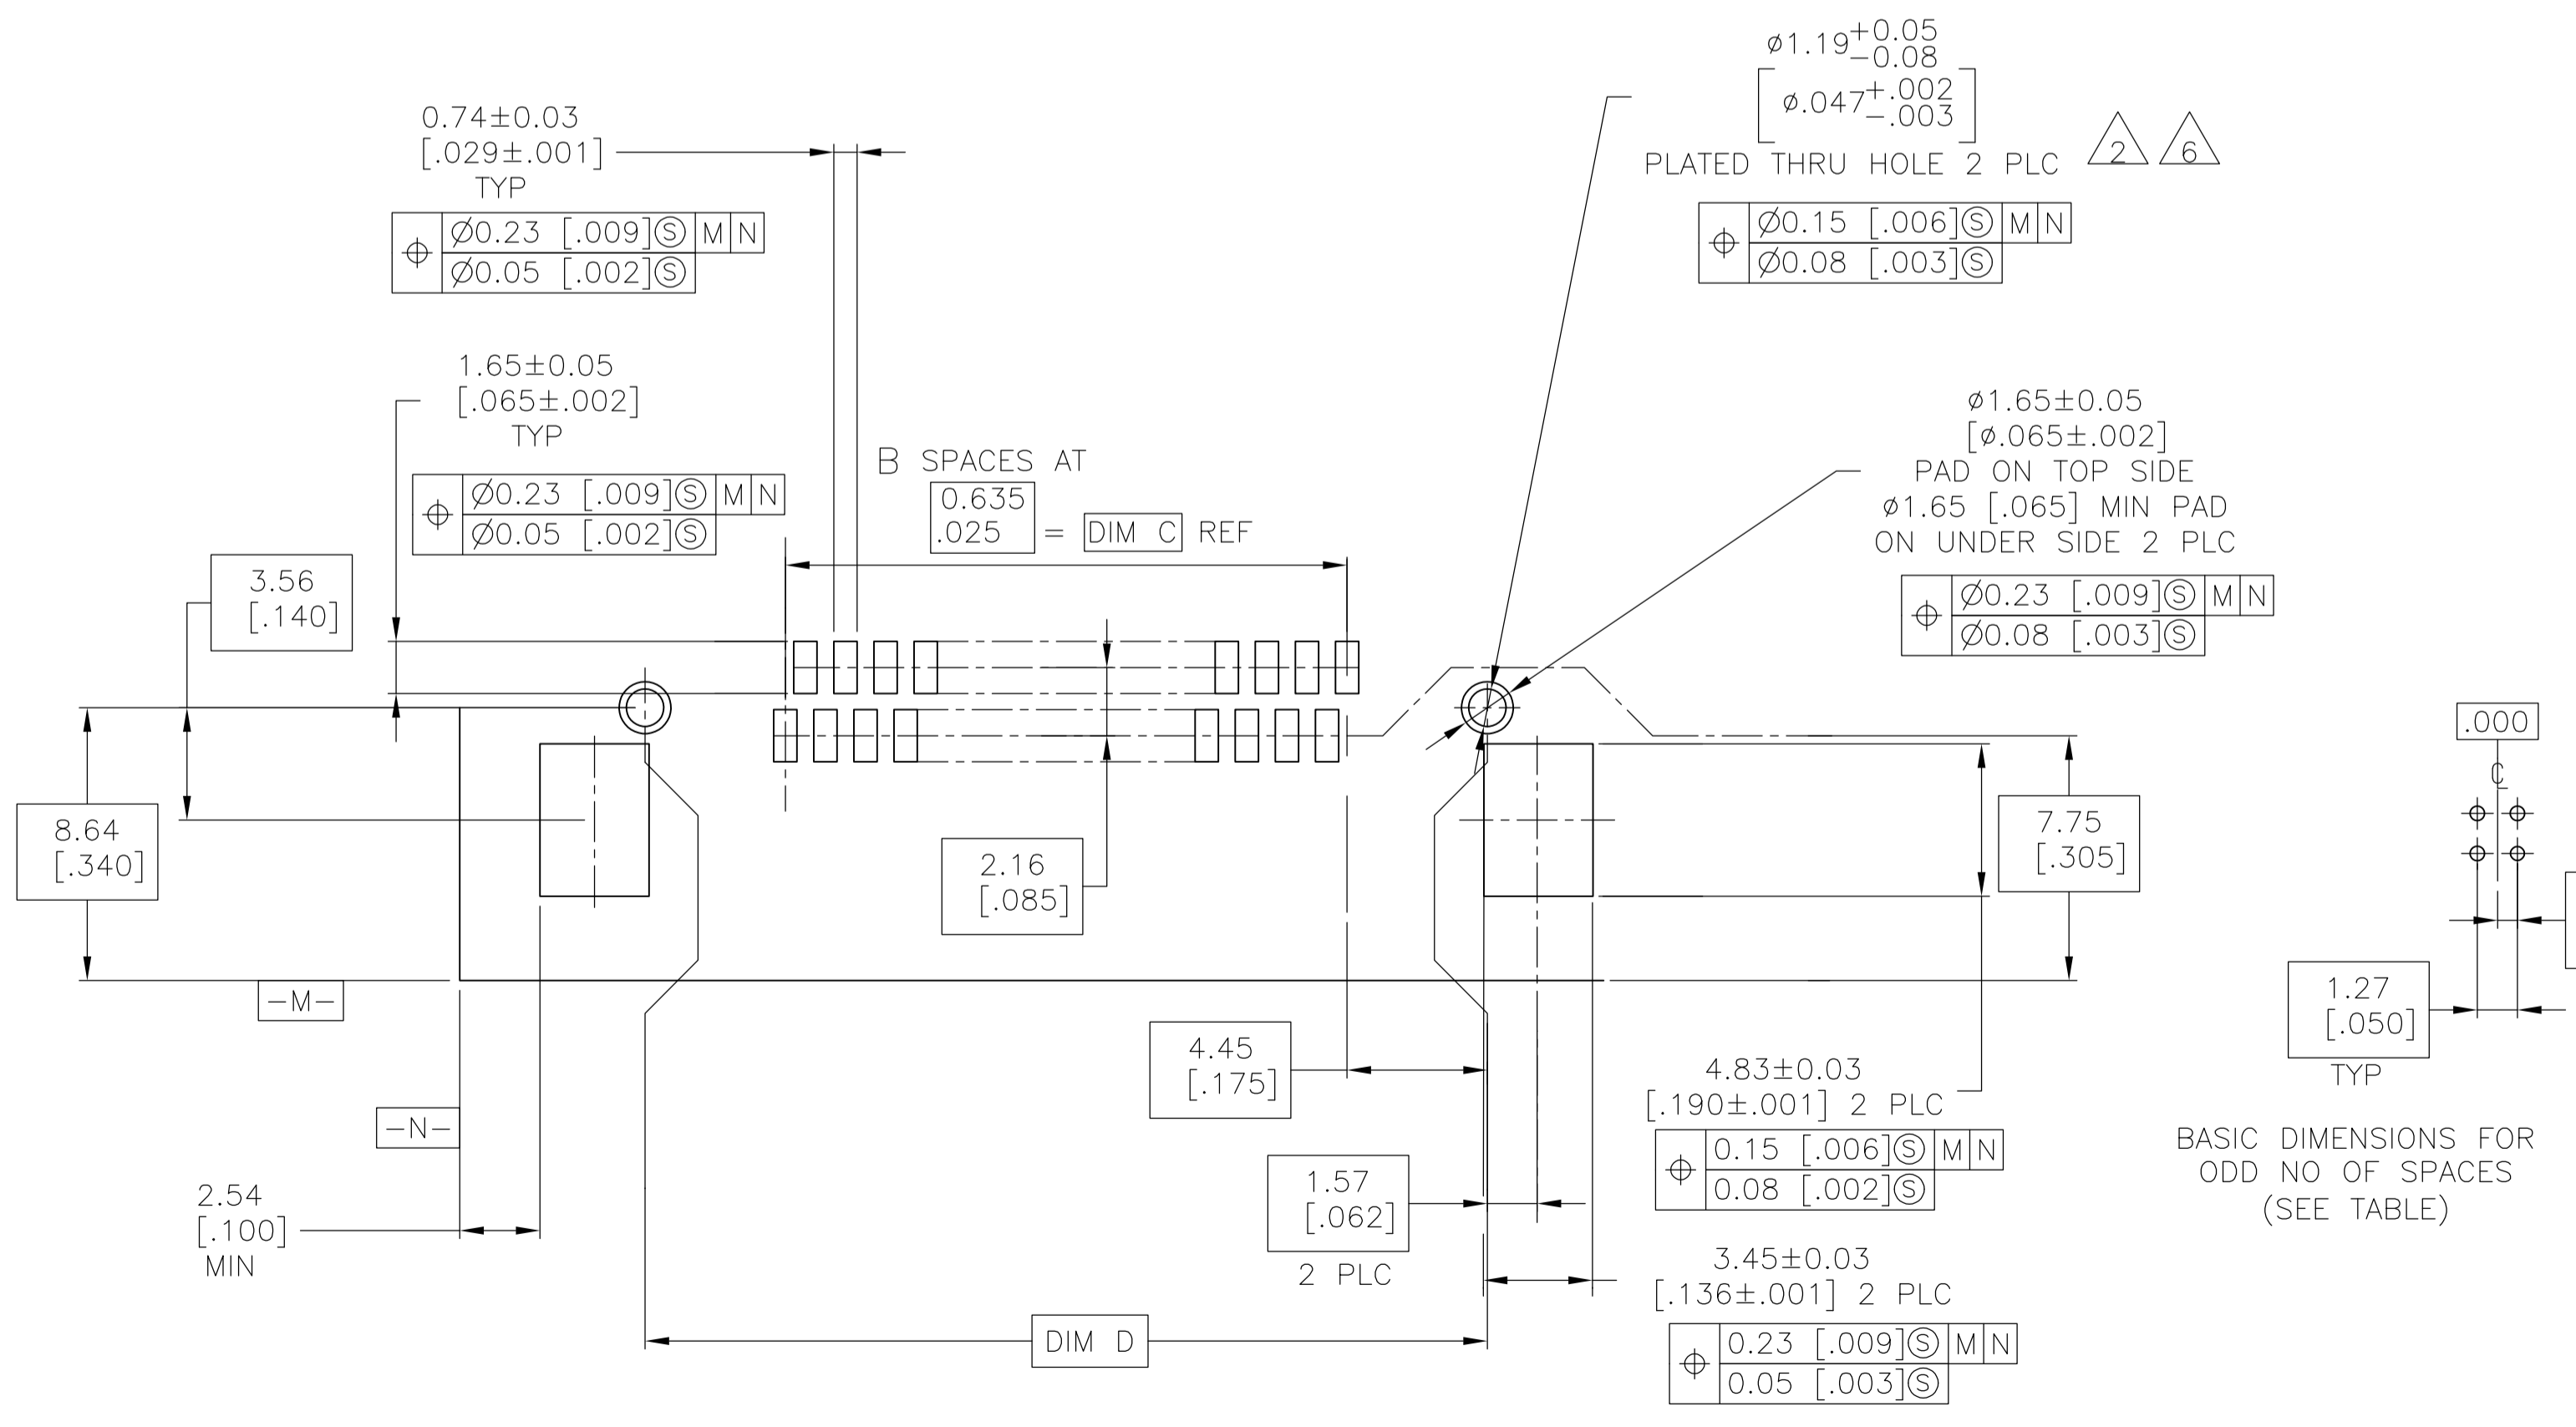 0.74±0.03
[.029±.001]
TYP
Ø0.23 [.009]Ⓢ M N
Ø0.05 [.002]Ⓢ
ø1.19 +0.05 −0.08
[ø.047 +.002 −.003]
PLATED THRU HOLE 2 PLC 2 6
Ø0.15 [.006]Ⓢ M N
Ø0.08 [.003]Ⓢ
1.65±0.05
[.065±.002]
TYP
Ø0.23 [.009]Ⓢ M N
Ø0.05 [.002]Ⓢ
B SPACES AT
0.635
.025 = DIM C REF
ø1.65±0.05
[ø.065±.002]
PAD ON TOP SIDE
ø1.65 [.065] MIN PAD
ON UNDER SIDE 2 PLC
Ø0.23 [.009]Ⓢ M N
Ø0.08 [.003]Ⓢ
3.56
[.140]
8.64
[.340]
2.16
[.085]
7.75
[.305]
.000
℄
1.27
[.050]
TYP
BASIC DIMENSIONS FOR
ODD NO OF SPACES
(SEE TABLE)
−M−
−N−
2.54
[.100]
MIN
4.45
[.175]
1.57
[.062]
2 PLC
4.83±0.03
[.190±.001] 2 PLC
0.15 [.006]Ⓢ M N
0.08 [.002]Ⓢ
3.45±0.03
[.136±.001] 2 PLC
0.23 [.009]Ⓢ M N
0.05 [.003]Ⓢ
DIM D